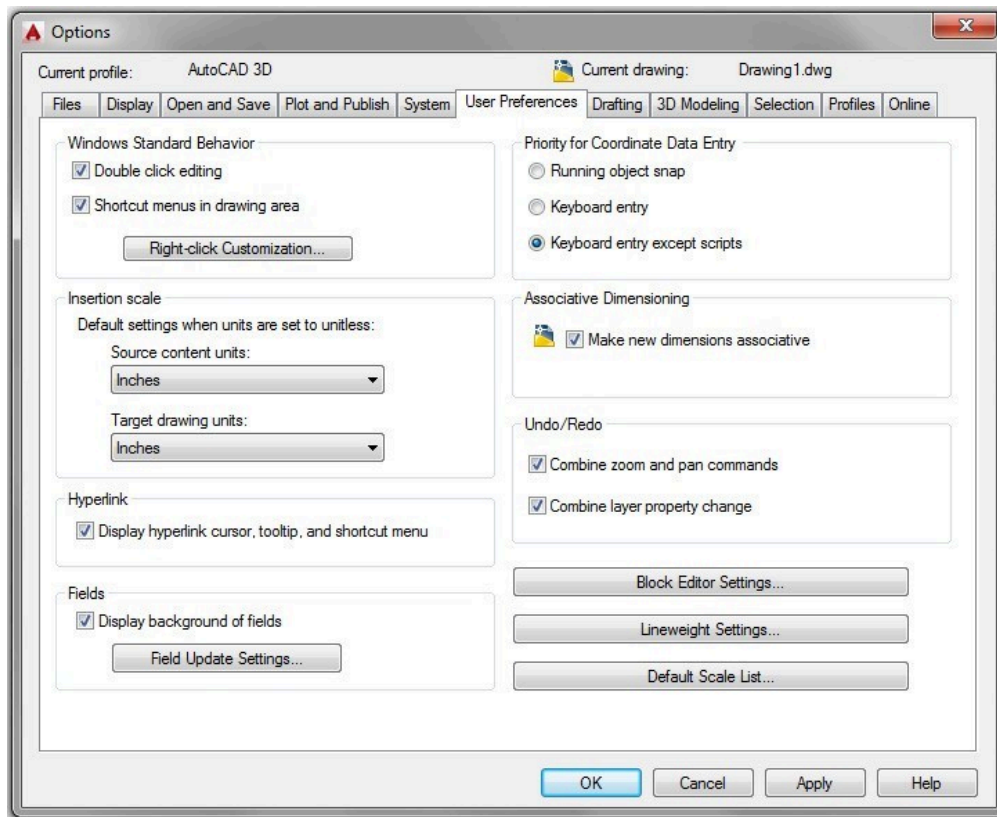 Options
Current profile: AutoCAD 3D Current drawing: Drawing1.dwg
Files Display Open and Save Plot and Publish System User Preferences Drafting 3D Modeling Selection Profiles Online
Windows Standard Behavior
Double click editing
Shortcut menus in drawing area
Right-click Customization...
Insertion scale
Default settings when units are set to unitless:
Source content units:
Inches
Target drawing units:
Inches
Hyperlink
Display hyperlink cursor, tooltip, and shortcut menu
Fields
Display background of fields
Field Update Settings...
Priority for Coordinate Data Entry
Running object snap
Keyboard entry
Keyboard entry except scripts
Associative Dimensioning
Make new dimensions associative
Undo/Redo
Combine zoom and pan commands
Combine layer property change
Block Editor Settings...
Lineweight Settings...
Default Scale List...
OK Cancel Apply Help